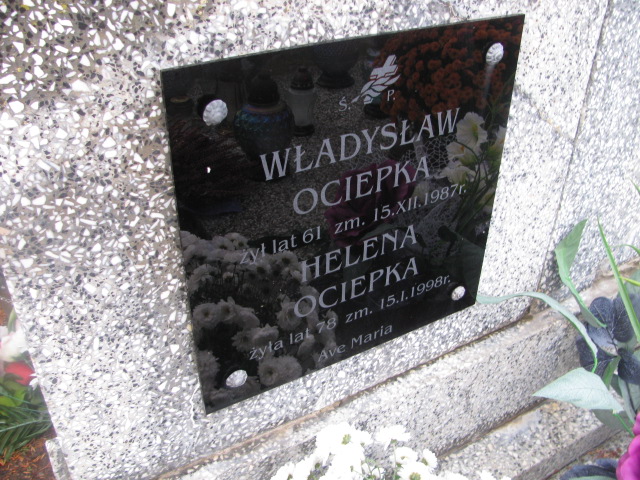 Ś. P.
WŁADYSŁAW
OCIEPKA
żył lat 61 zm. 15.XII.1987r.
HELENA
OCIEPKA
żyła lat 78 zm. 15.I.1998r.
Ave Maria